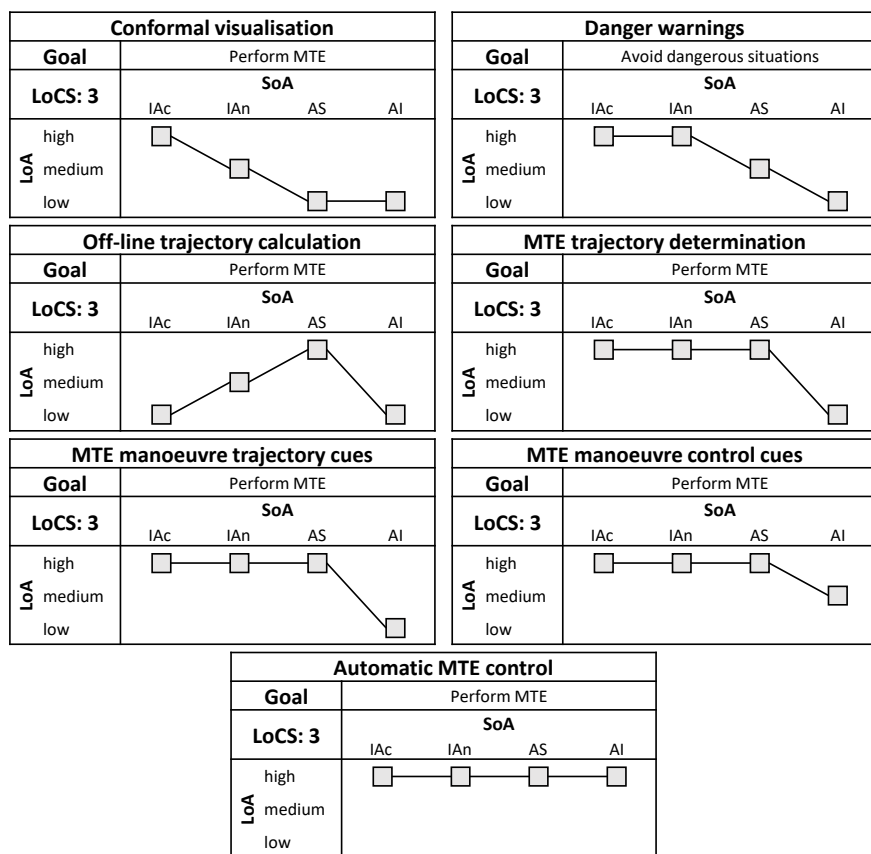 Conformal visualisation
Goal Perform MTE
LoCS: 3 SoA
IAc IAn AS AI
LoA
high
medium
low
Danger warnings
Goal Avoid dangerous situations
LoCS: 3 SoA
IAc IAn AS AI
LoA
high
medium
low
Off-line trajectory calculation
Goal Perform MTE
LoCS: 3 SoA
IAc IAn AS AI
LoA
high
medium
low
MTE trajectory determination
Goal Perform MTE
LoCS: 3 SoA
IAc IAn AS AI
LoA
high
medium
low
MTE manoeuvre trajectory cues
Goal Perform MTE
LoCS: 3 SoA
IAc IAn AS AI
LoA
high
medium
low
MTE manoeuvre control cues
Goal Perform MTE
LoCS: 3 SoA
IAc IAn AS AI
LoA
high
medium
low
Automatic MTE control
Goal Perform MTE
LoCS: 3 SoA
IAc IAn AS AI
LoA
high
medium
low